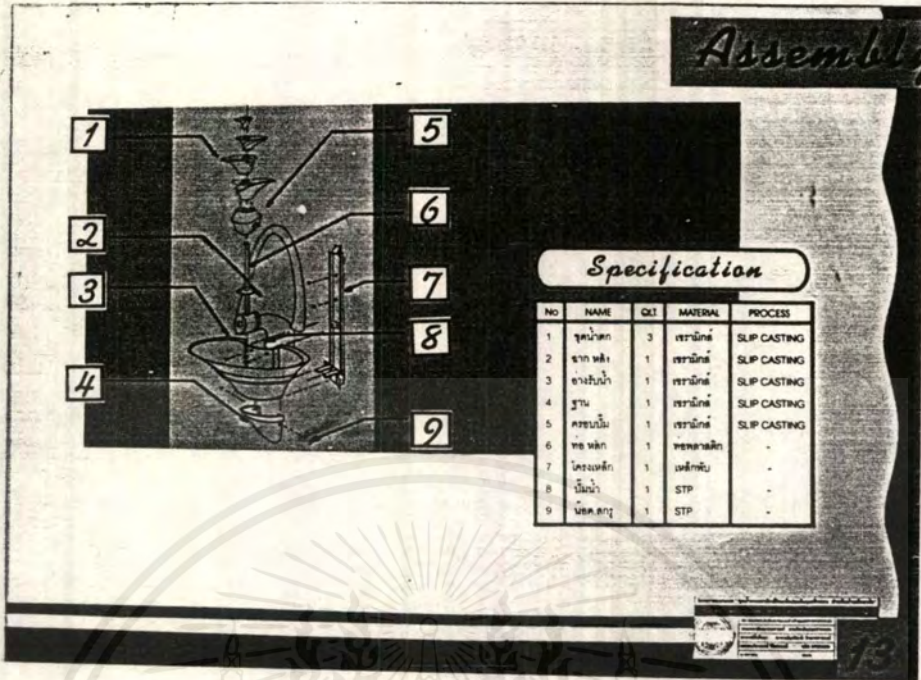 Assembly
1
2
3
4
5
6
7
8
9
Specification
No NAME QLT MATERIAL PROCESS
1 ชุดน้ำตก 3 เซรามิกส์ SLIP CASTING
2 ฉาก หลัง 1 เซรามิกส์ SLIP CASTING
3 อ่างรับน้ำ 1 เซรามิกส์ SLIP CASTING
4 ฐาน 1 เซรามิกส์ SLIP CASTING
5 ครอบปั๊ม 1 เซรามิกส์ SLIP CASTING
6 ท่อ หลัก 1 ท่อพลาสติก -
7 โครงเหล็ก 1 เหล็กพับ -
8 ปั๊มน้ำ 1 STP -
9 น๊อต สกรู 1 STP -
13